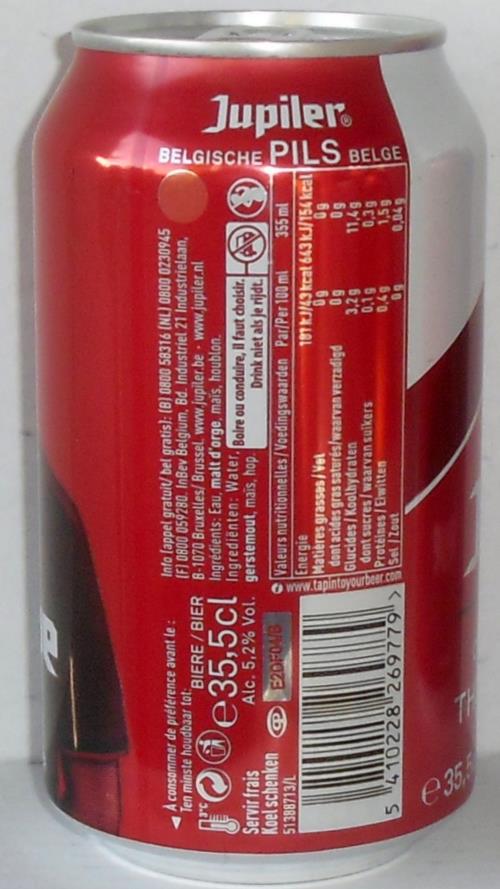 Jupiler®
BELGISCHE PILS BELGE
Info (appel gratuit/ bel gratis): (B) 0800 58316 (NL) 0800 0230945
(F) 0800 059280. InBev Belgium, Bd. Industriel 21 Industrielaan,
B-1070 Bruxelles/ Brussel. www.jupiler.be - www.jupiler.nl
Ingrédients: Eau, malt d'orge, maïs, houblon.
Ingrediënten: Water,
gerstemout, maïs, hop.
Boire ou conduire, il faut choisir.
Drink niet als je rijdt.
Valeurs nutritionnelles / Voedingswaarden Par/Per 100 ml 355 ml
Energie 181 kJ/43 kcal 643 kJ/154 kcal
Matières grasses / Vet 0g 0g
dont acides gras saturés/waarvan verzadigd 0g 0g
Glucides / Koolhydraten 3,2g 11,4g
dont sucres / waarvan suikers 0,1g 0,3g
Protéines / Eiwitten 0,4g 1,5g
Sel / Zout 0g 0,04g
www.tapintoyourbeer.com
À consommer de préférence avant le :
Ten minste houdbaar tot:
BIERE / BIER
e35,5cl
Alc. 5,2% Vol.
3°C
Servir frais
Koel schenken
51388713/L
5 410228 269779 >
TH
e 35,5